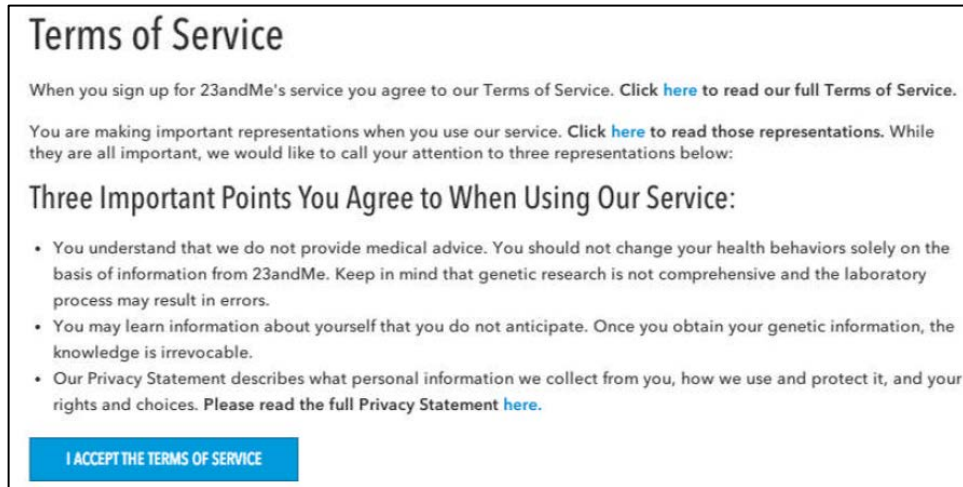 Terms of Service
When you sign up for 23andMe's service you agree to our Terms of Service. Click here to read our full Terms of Service.
You are making important representations when you use our service. Click here to read those representations. While
they are all important, we would like to call your attention to three representations below:
Three Important Points You Agree to When Using Our Service:
• You understand that we do not provide medical advice. You should not change your health behaviors solely on the
basis of information from 23andMe. Keep in mind that genetic research is not comprehensive and the laboratory
process may result in errors.
• You may learn information about yourself that you do not anticipate. Once you obtain your genetic information, the
knowledge is irrevocable.
• Our Privacy Statement describes what personal information we collect from you, how we use and protect it, and your
rights and choices. Please read the full Privacy Statement here.
I ACCEPT THE TERMS OF SERVICE